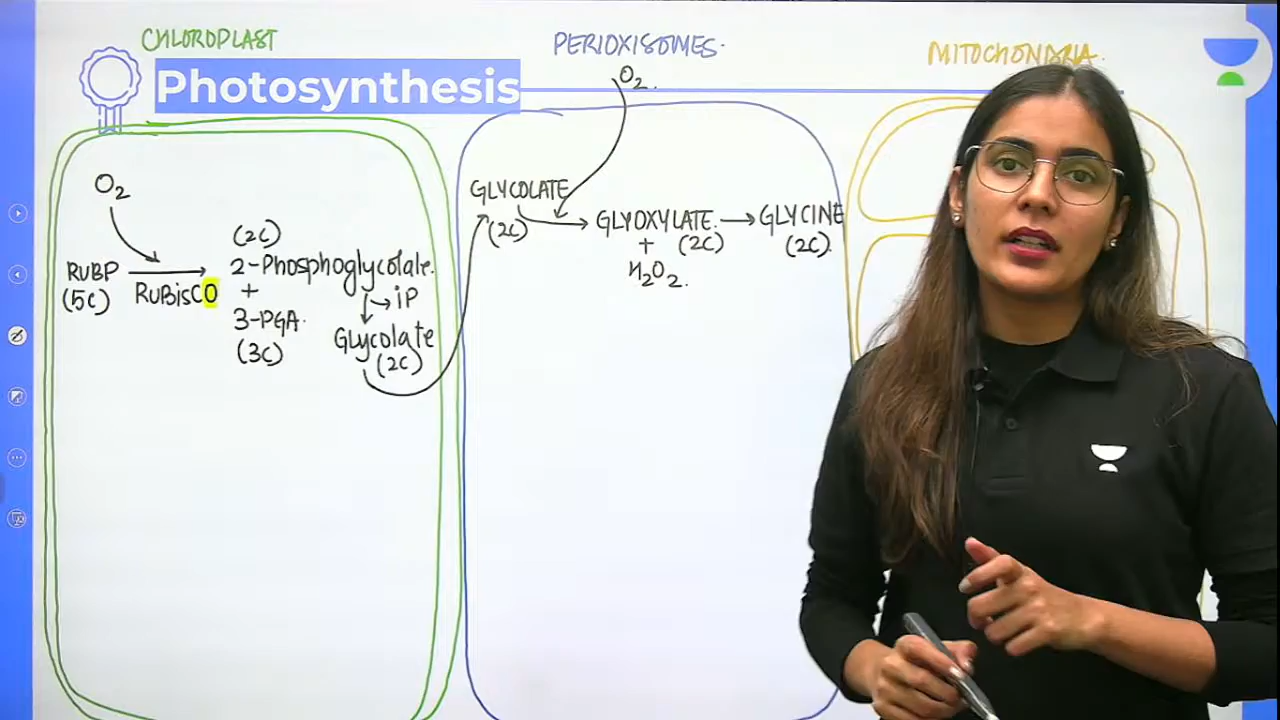 CHLOROPLAST
PERIOXISOMES.
MITOCHONDRIA.
Photosynthesis
O2
O2.
RUBP
(5C)
RUBISCO
(2C)
2-Phosphoglycolate.
+
3-PGA.
(3C)
iP
Glycolate
(2C)
GLYCOLATE
(2C)
GLYOXYLATE.
+ (2C)
H2O2.
GLYCINE
(2C)